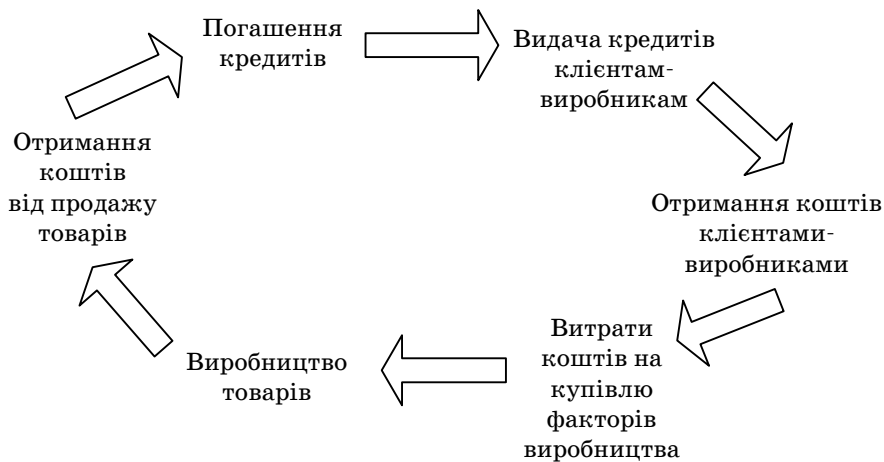 Погашення
кредитів
Видача кредитів
клієнтам-
виробникам
Отримання коштів
клієнтами-
виробниками
Витрати
коштів на
купівлю
факторів
виробництва
Виробництво
товарів
Отримання
коштів
від продажу
товарів